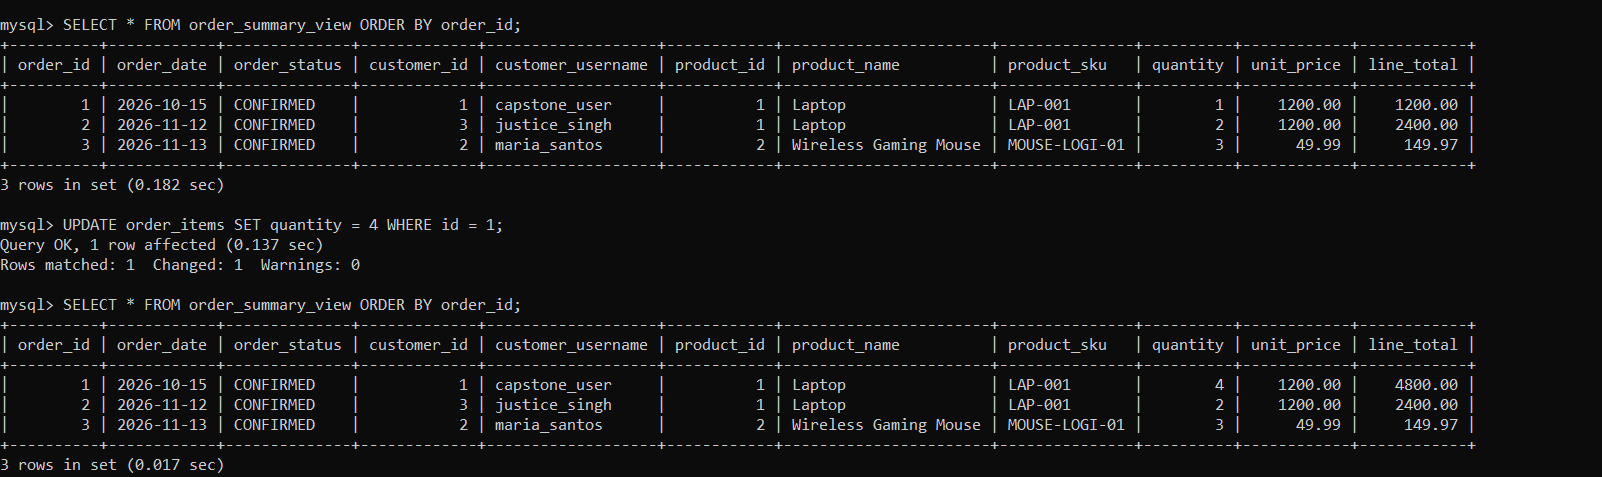 mysql> SELECT * FROM order_summary_view ORDER BY order_id;
+----------+------------+--------------+-------------+-------------------+------------+-----------------------+---------------+----------+------------+------------+
| order_id | order_date | order_status | customer_id | customer_username | product_id | product_name          | product_sku   | quantity | unit_price | line_total |
+----------+------------+--------------+-------------+-------------------+------------+-----------------------+---------------+----------+------------+------------+
|        1 | 2026-10-15 | CONFIRMED    |           1 | capstone_user     |          1 | Laptop                | LAP-001       |        1 |    1200.00 |    1200.00 |
|        2 | 2026-11-12 | CONFIRMED    |           3 | justice_singh     |          1 | Laptop                | LAP-001       |        2 |    1200.00 |    2400.00 |
|        3 | 2026-11-13 | CONFIRMED    |           2 | maria_santos      |          2 | Wireless Gaming Mouse | MOUSE-LOGI-01 |        3 |      49.99 |     149.97 |
+----------+------------+--------------+-------------+-------------------+------------+-----------------------+---------------+----------+------------+------------+
3 rows in set (0.182 sec)
mysql> UPDATE order_items SET quantity = 4 WHERE id = 1;
Query OK, 1 row affected (0.137 sec)
Rows matched: 1  Changed: 1  Warnings: 0
mysql> SELECT * FROM order_summary_view ORDER BY order_id;
+----------+------------+--------------+-------------+-------------------+------------+-----------------------+---------------+----------+------------+------------+
| order_id | order_date | order_status | customer_id | customer_username | product_id | product_name          | product_sku   | quantity | unit_price | line_total |
+----------+------------+--------------+-------------+-------------------+------------+-----------------------+---------------+----------+------------+------------+
|        1 | 2026-10-15 | CONFIRMED    |           1 | capstone_user     |          1 | Laptop                | LAP-001       |        4 |    1200.00 |    4800.00 |
|        2 | 2026-11-12 | CONFIRMED    |           3 | justice_singh     |          1 | Laptop                | LAP-001       |        2 |    1200.00 |    2400.00 |
|        3 | 2026-11-13 | CONFIRMED    |           2 | maria_santos      |          2 | Wireless Gaming Mouse | MOUSE-LOGI-01 |        3 |      49.99 |     149.97 |
+----------+------------+--------------+-------------+-------------------+------------+-----------------------+---------------+----------+------------+------------+
3 rows in set (0.017 sec)